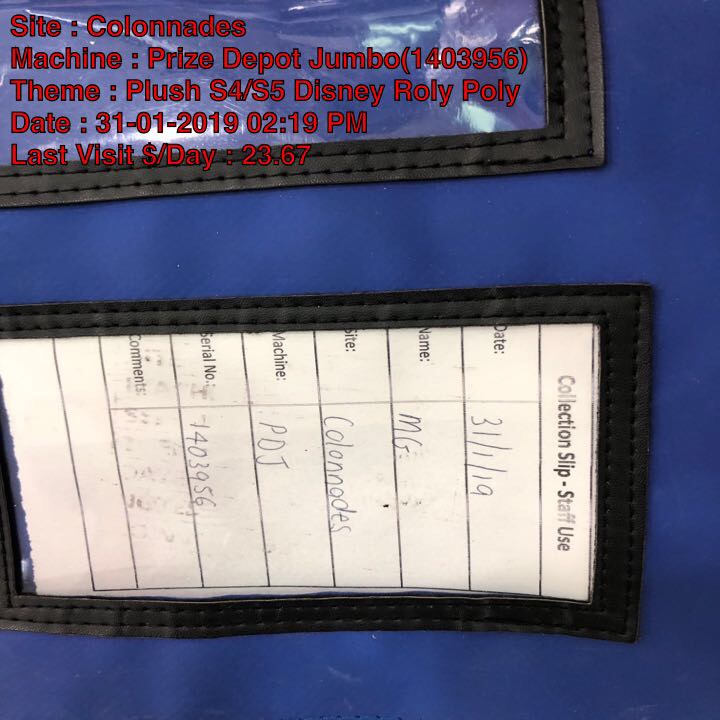 Site : Colonnades
Machine : Prize Depot Jumbo(1403956)
Theme : Plush S4/S5 Disney Roly Poly
Date : 31-01-2019 02:19 PM
Last Visit $/Day : 23.67
Collection Slip - Staff Use
Date: 31/1/19
Name: MG
Site: Colonnades
Machine: PDJ
Serial No.: 1403956
Comments: